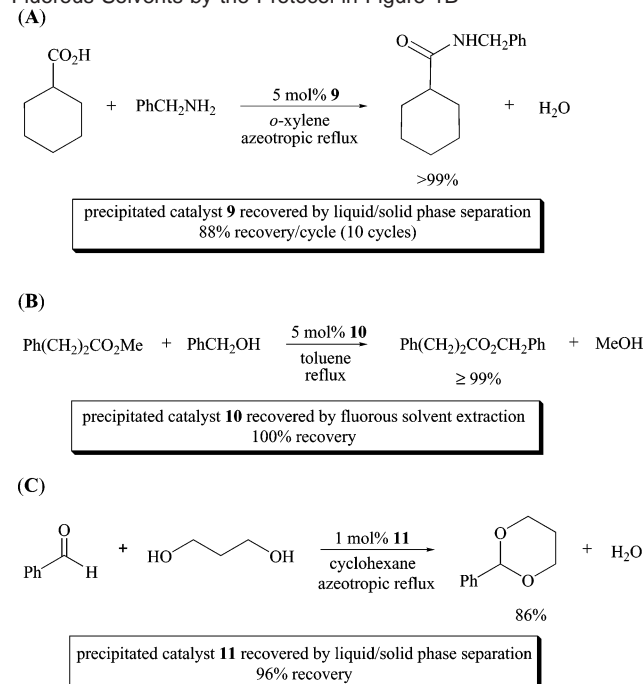 Fluorous Solvents by the Protocol in Figure 1B
(A)
CO2H
+
PhCH2NH2
5 mol% 9
o-xylene
azeotropic reflux
O
NHCH2Ph
+
H2O
>99%
precipitated catalyst 9 recovered by liquid/solid phase separation
88% recovery/cycle (10 cycles)
(B)
Ph(CH2)2CO2Me + PhCH2OH
5 mol% 10
toluene
reflux
Ph(CH2)2CO2CH2Ph + MeOH
≥ 99%
precipitated catalyst 10 recovered by fluorous solvent extraction
100% recovery
(C)
O
Ph
H
+
HO
OH
1 mol% 11
cyclohexane
azeotropic reflux
O
Ph
O
+ H2O
86%
precipitated catalyst 11 recovered by liquid/solid phase separation
96% recovery